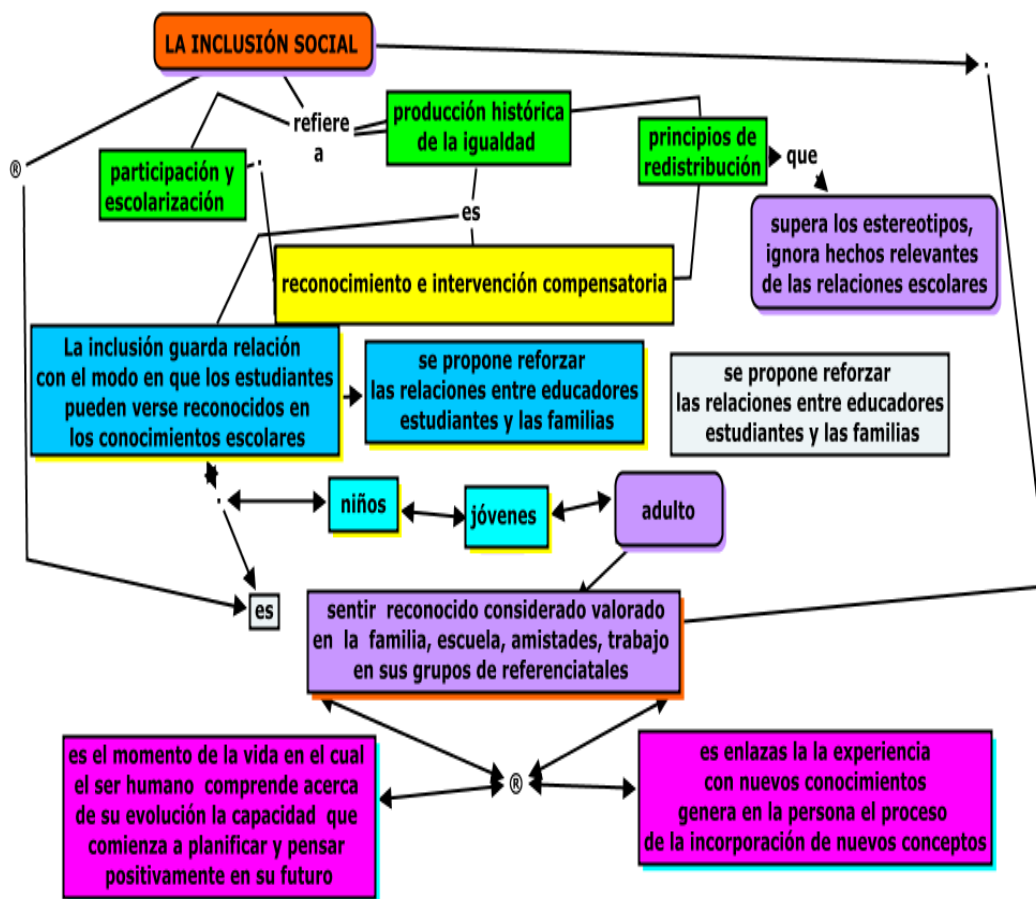 LA INCLUSIÓN SOCIAL
refiere
a
®
participación y
escolarización
producción histórica
de la igualdad
principios de
redistribución
que
supera los estereotipos,
ignora hechos relevantes
de las relaciones escolares
es
reconocimiento e intervención compensatoria
La inclusión guarda relación
con el modo en que los estudiantes
pueden verse reconocidos en
los conocimientos escolares
se propone reforzar
las relaciones entre educadores
estudiantes y las familias
se propone reforzar
las relaciones entre educadores
estudiantes y las familias
niños
jóvenes
adulto
es
sentir reconocido considerado valorado
en la familia, escuela, amistades, trabajo
en sus grupos de referenciatales
es el momento de la vida en el cual
el ser humano comprende acerca
de su evolución la capacidad que
comienza a planificar y pensar
positivamente en su futuro
®
es enlazas la la experiencia
con nuevos conocimientos
genera en la persona el proceso
de la incorporación de nuevos conceptos